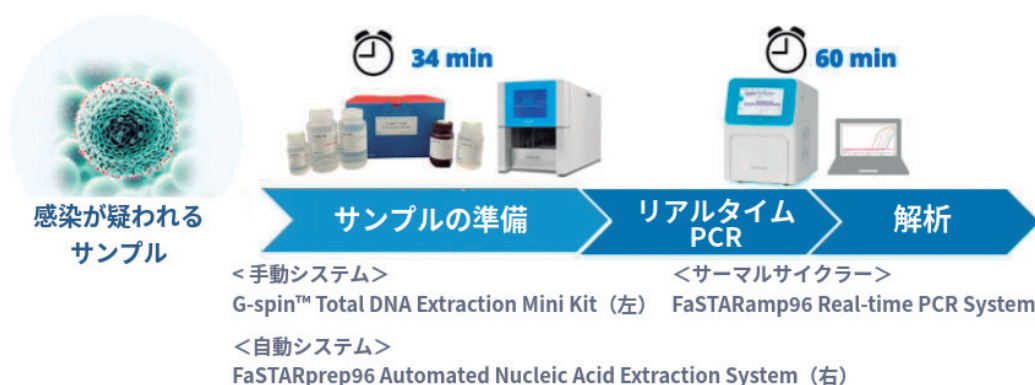 34 min
60 min
感染が疑われる
サンプル
サンプルの準備
リアルタイム
PCR
解析
< 手動システム＞
G-spin™ Total DNA Extraction Mini Kit（左）
＜サーマルサイクラー＞
FaSTARamp96 Real-time PCR System
＜自動システム＞
FaSTARprep96 Automated Nucleic Acid Extraction System（右）